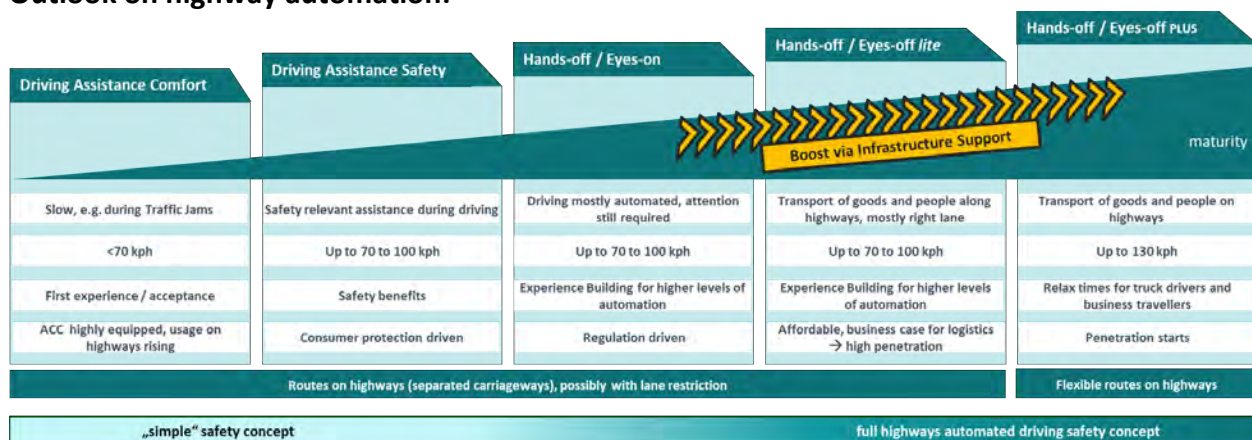 Outlook on highway automation:
Driving Assistance Comfort
Driving Assistance Safety
Hands-off / Eyes-on
Hands-off / Eyes-off lite
Hands-off / Eyes-off PLUS
Boost via Infrastructure Support
maturity
Slow, e.g. during Traffic Jams
<70 kph
First experience / acceptance
ACC highly equipped, usage on
highways rising
Safety relevant assistance during driving
Up to 70 to 100 kph
Safety benefits
Consumer protection driven
Driving mostly automated, attention
still required
Up to 70 to 100 kph
Experience Building for higher levels of
automation
Regulation driven
Transport of goods and people along
highways, mostly right lane
Up to 70 to 100 kph
Experience Building for higher levels
of automation
Affordable, business case for logistics
→ high penetration
Transport of goods and people on
highways
Up to 130 kph
Relax times for truck drivers and
business travellers
Penetration starts
Routes on highways (separated carriageways), possibly with lane restriction
Flexible routes on highways
„simple“ safety concept
full highways automated driving safety concept